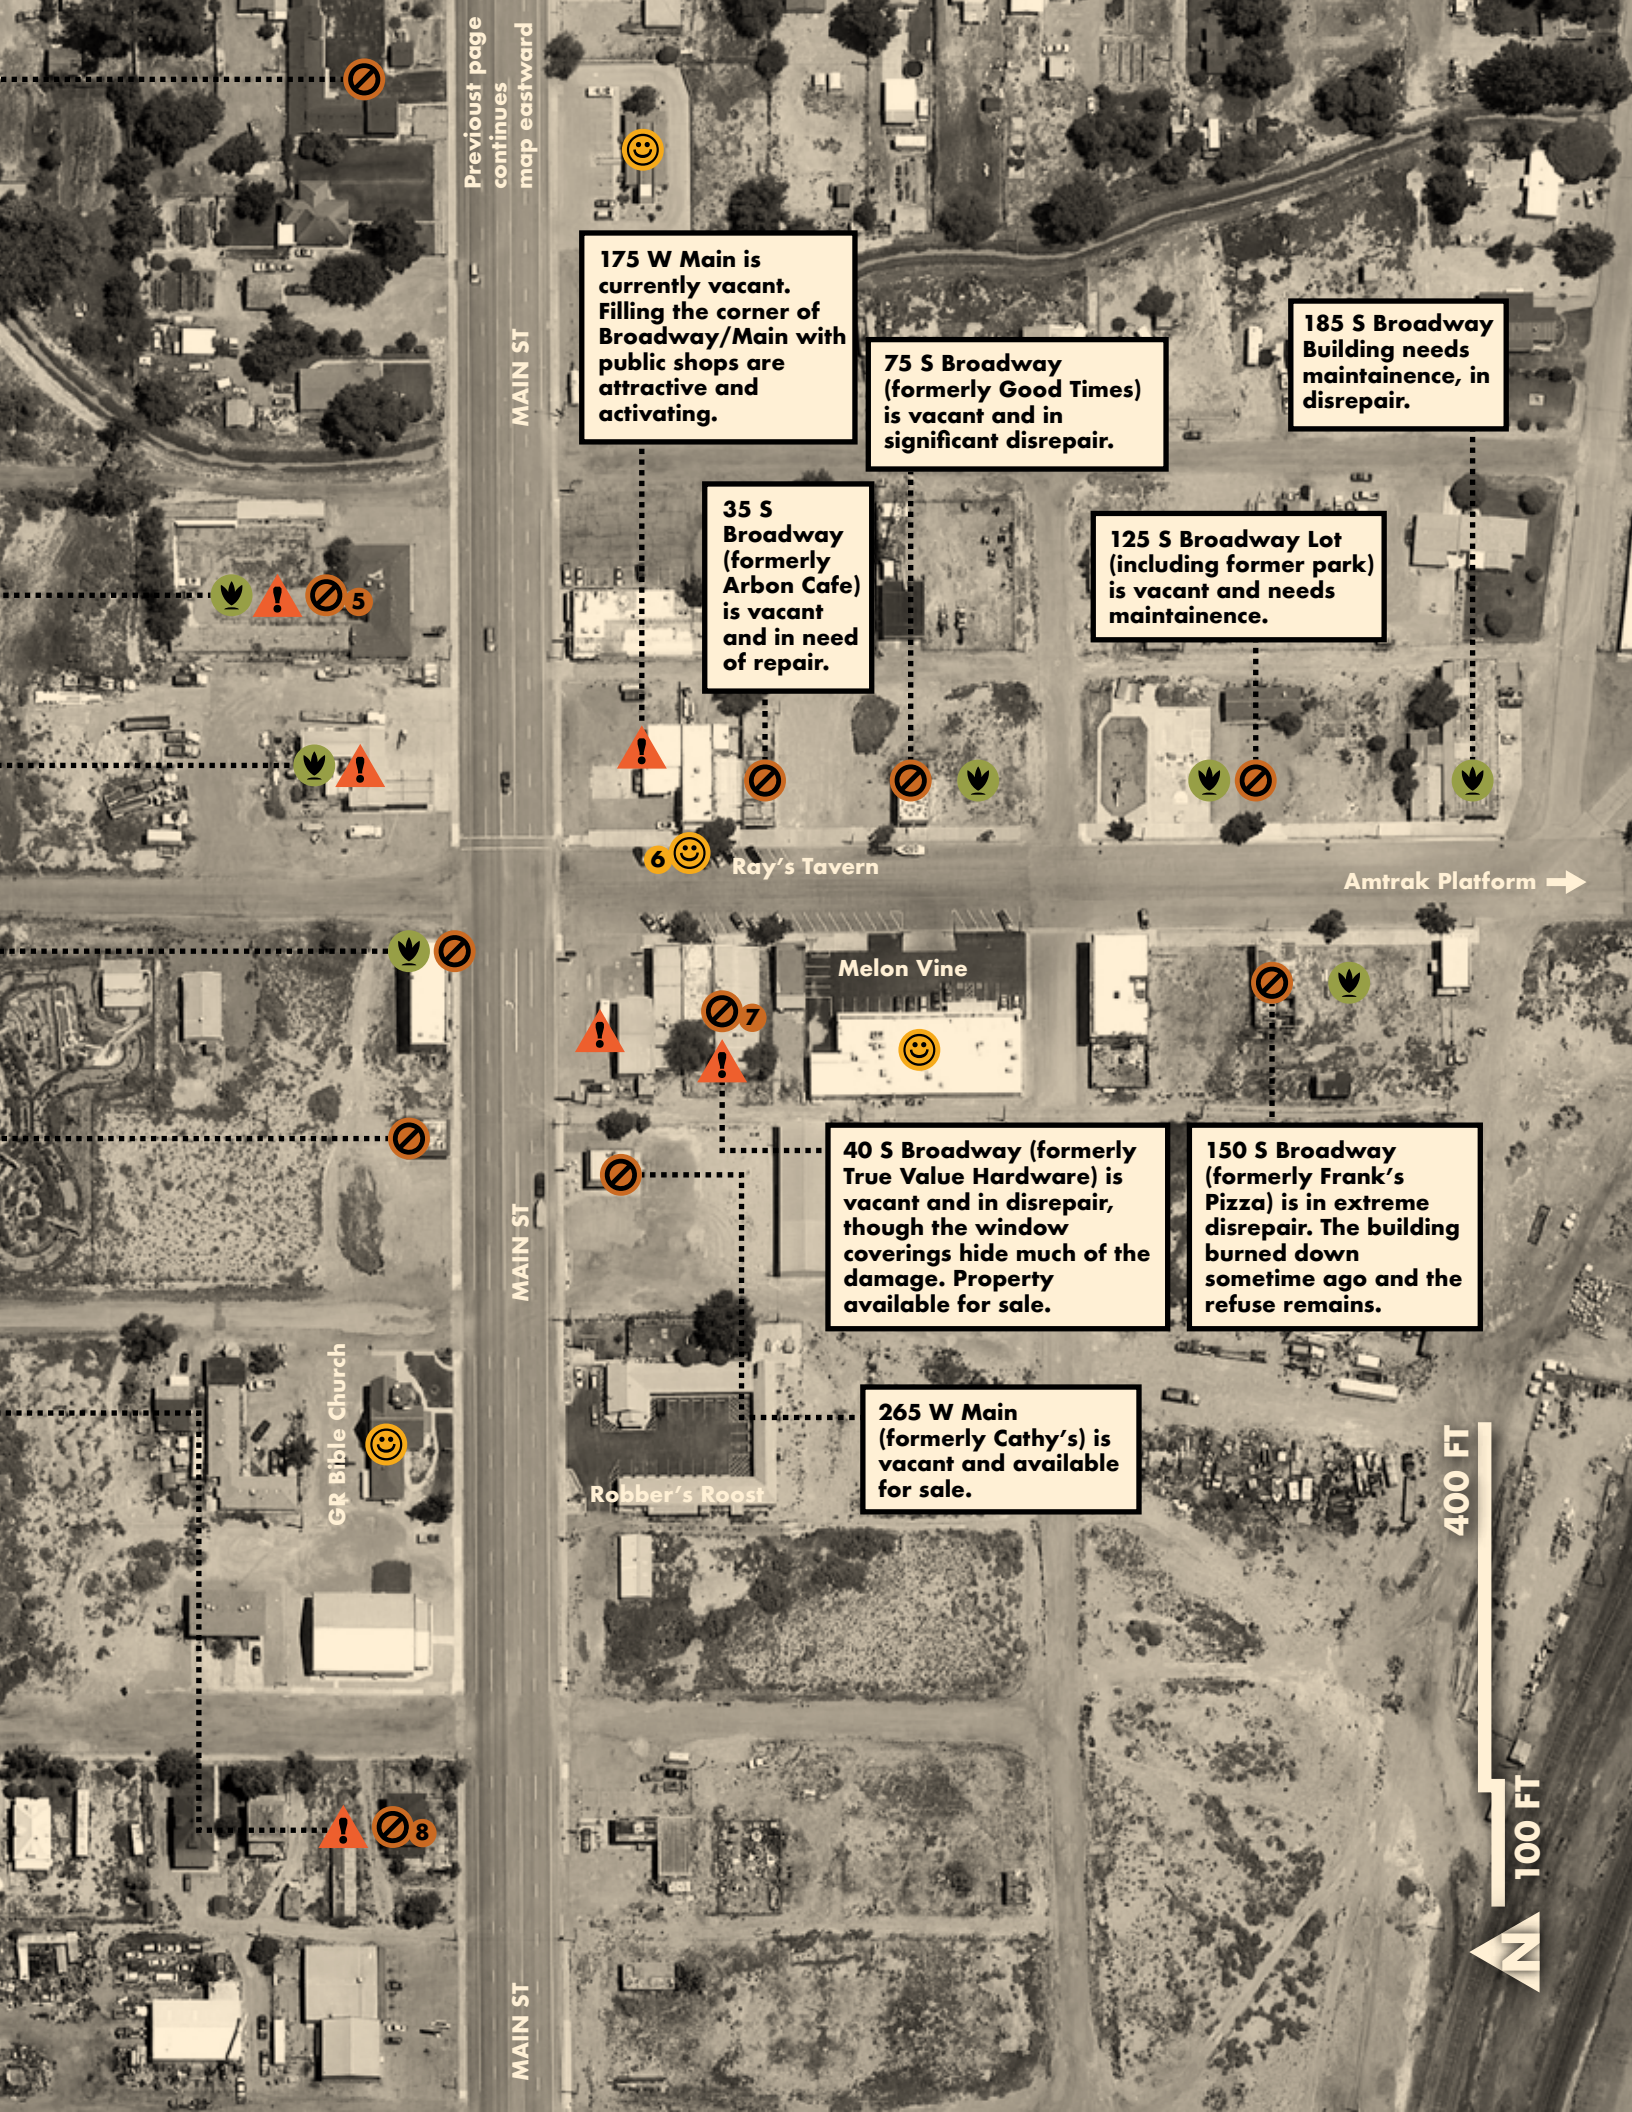 Previoust page
continues
map eastward
175 W Main is
currently vacant.
Filling the corner of
Broadway/Main with
public shops are
attractive and
activating.
MAIN ST
185 S Broadway
Building needs
maintainence, in
disrepair.
75 S Broadway
(formerly Good Times)
is vacant and in
significant disrepair.
35 S
Broadway
(formerly
Arbon Cafe)
is vacant
and in need
of repair.
125 S Broadway Lot
(including former park)
is vacant and needs
maintainence.
5
6
Ray's Tavern
Amtrak Platform
Melon Vine
7
40 S Broadway (formerly
True Value Hardware) is
vacant and in disrepair,
though the window
coverings hide much of the
damage. Property
available for sale.
150 S Broadway
(formerly Frank's
Pizza) is in extreme
disrepair. The building
burned down
sometime ago and the
refuse remains.
MAIN ST
GR Bible Church
265 W Main
(formerly Cathy's) is
vacant and available
for sale.
Robber's Roost
400 FT
100 FT
8
N
MAIN ST